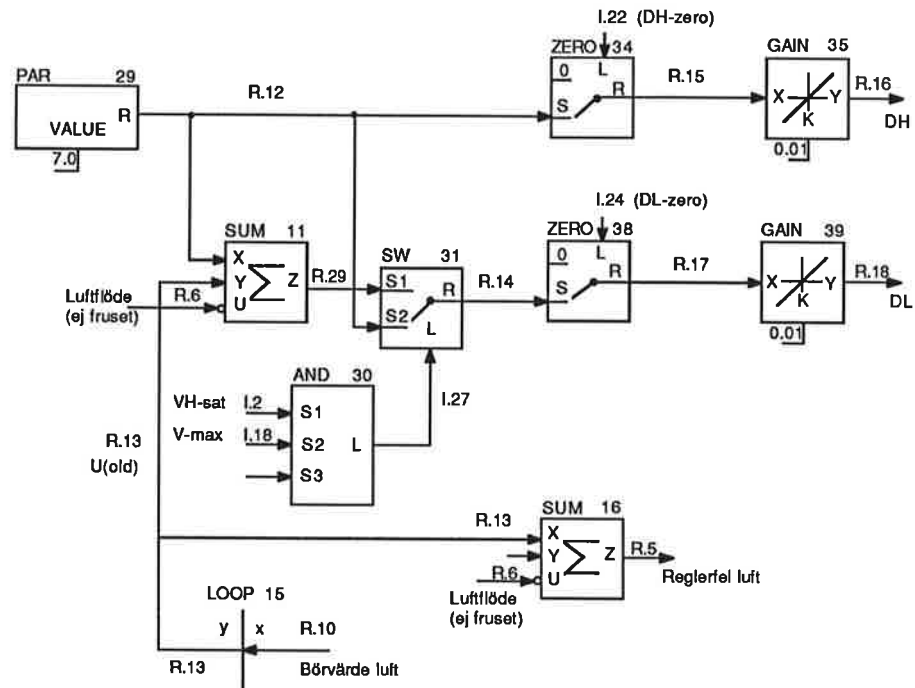 I.22 (DH-zero)
ZERO 34
GAIN 35
PAR 29
R.12
0
L
R
R.15
R.16
S
X
Y
K
DH
R
VALUE
7.0
0.01
I.24 (DL-zero)
ZERO 38
GAIN 39
SUM 11
SW 31
0
L
R
R.17
R.18
X
Y
Z
U
R.29
S1
R
R.14
S
X
Y
K
DL
Luftflöde
(ej fruset)
R.6
S2
L
0.01
AND 30
I.27
VH-sat
I.2
S1
V-max
I.18
S2
L
S3
R.13
U(old)
SUM 16
R.13
X
Y
Z
U
R.5
Reglerfel luft
R.6
Luftflöde
(ej fruset)
LOOP 15
y
x
R.10
R.13
Börvärde luft